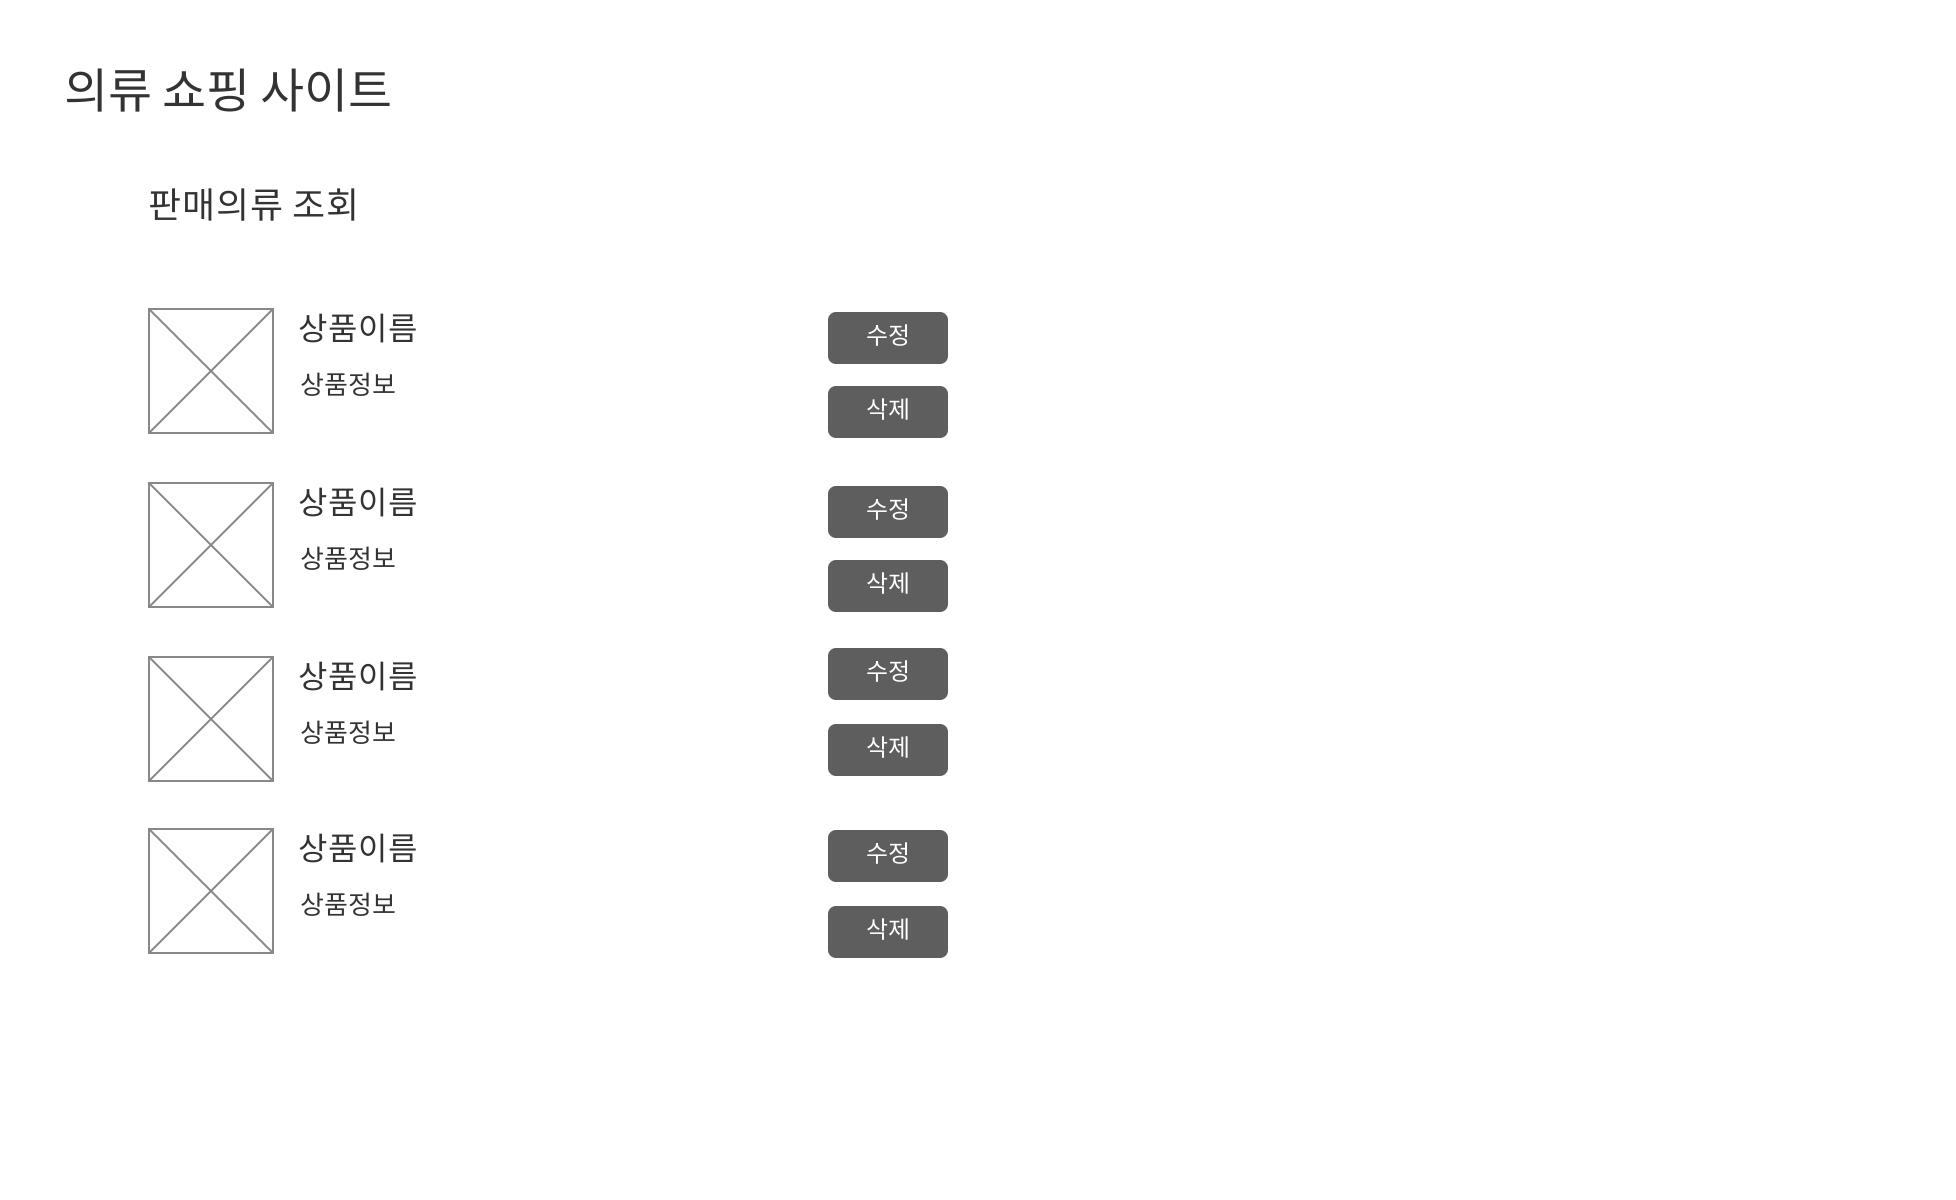 의류 쇼핑 사이트
판매의류 조회
상품이름
상품정보
수정
삭제
상품이름
상품정보
수정
삭제
상품이름
상품정보
수정
삭제
상품이름
상품정보
수정
삭제